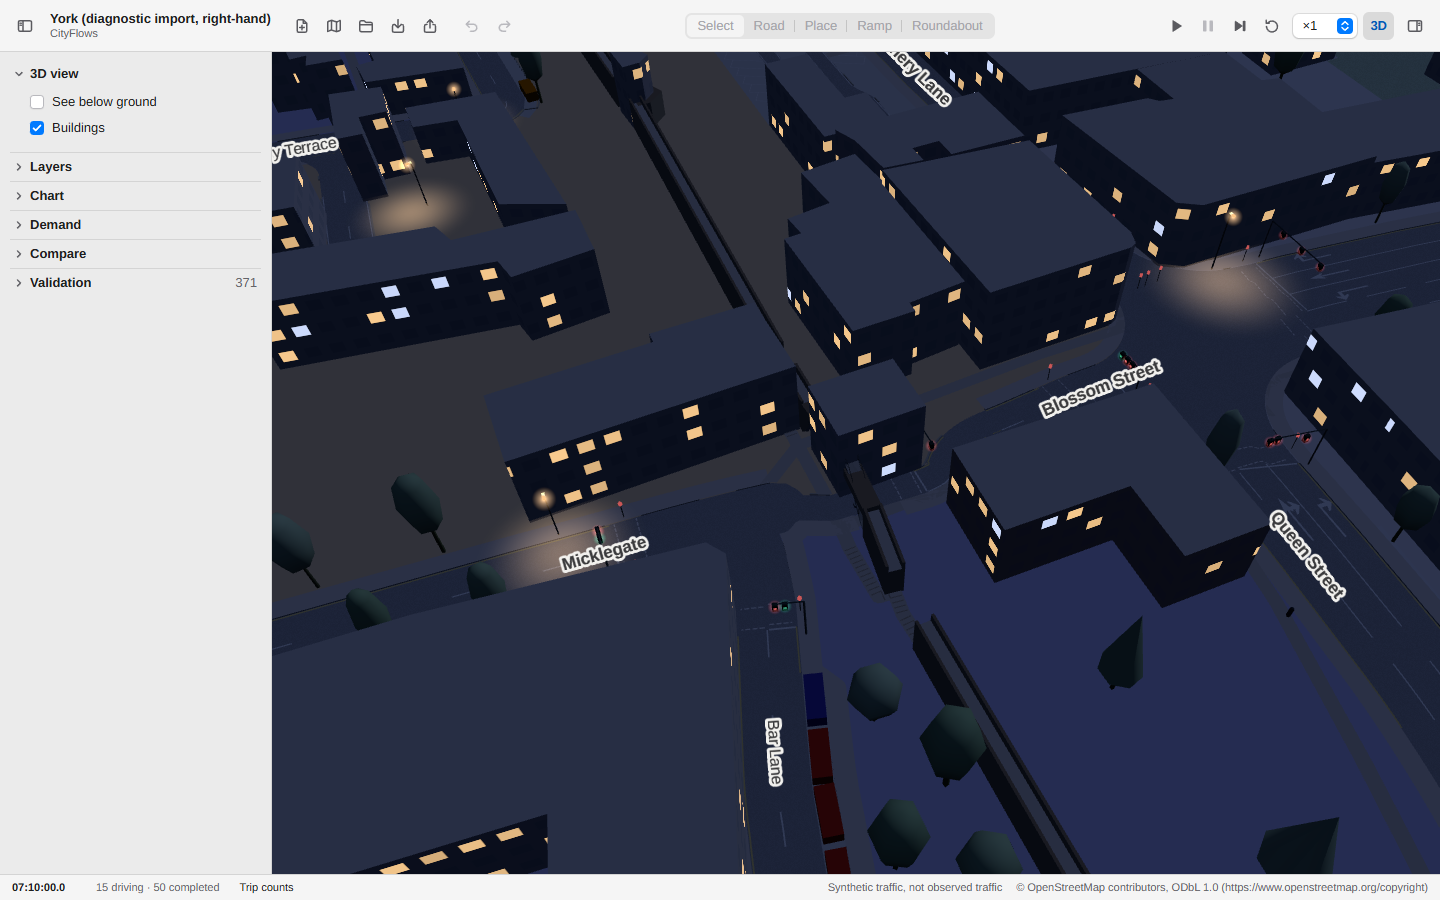 York (diagnostic import, right-hand)
CityFlows
Select
Road
Place
Ramp
Roundabout
×1
3D
3D view
See below ground
Buildings
Layers
Chart
Demand
Compare
Validation
371
y Terrace
ery Lane
Blossom Street
Micklegate
Queen Street
Bar Lane
07:10:00.0
15 driving · 50 completed
Trip counts
Synthetic traffic, not observed traffic
© OpenStreetMap contributors, ODbL 1.0 (https://www.openstreetmap.org/copyright)